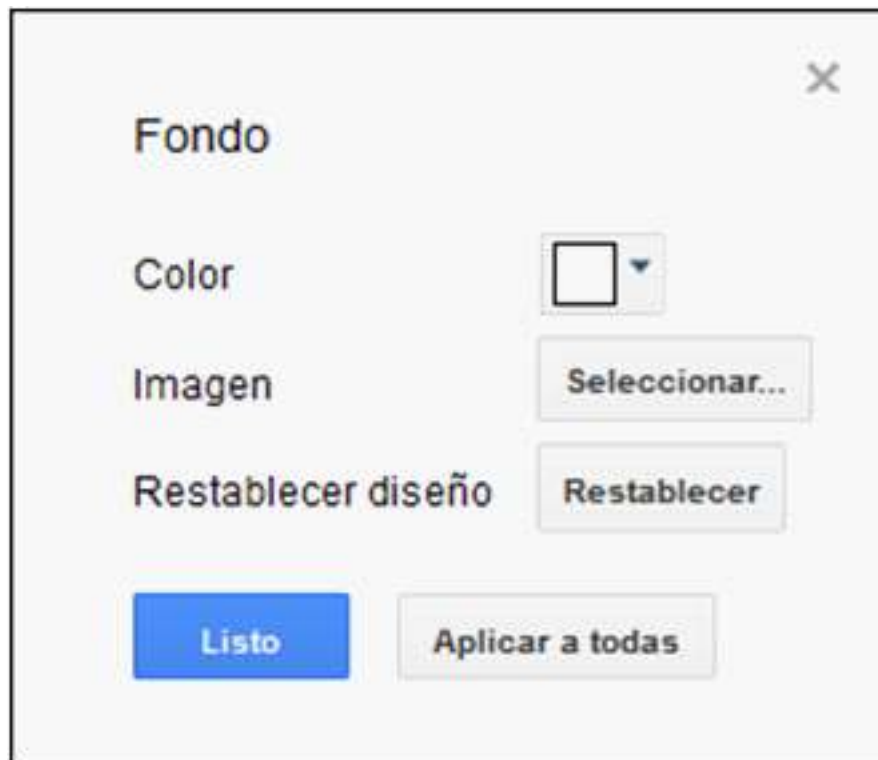 Fondo
Color
Imagen Seleccionar...
Restablecer diseño Restablecer
Listo Aplicar a todas